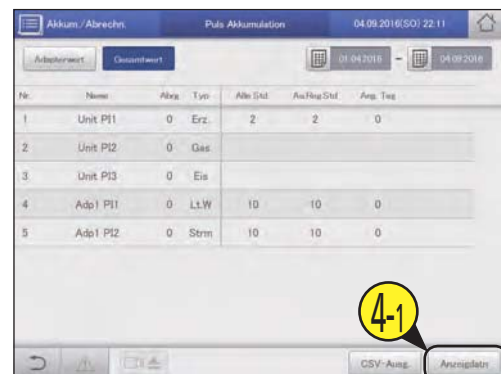 Akkum./Abrechn. Puls Akkumulation 04.09.2016(SO) 22:11
Adapterwert Gesamtwert 01.04.2016 - 04.09.2016
Nr. Name Abrg Typ Alle Std Au.Reg Std Ang. Tag
1 Unit PI1 0 Erz. 2 2 0
2 Unit PI2 0 Gas
3 Unit PI3 0 Eis
4 Adp1 PI1 0 Lt.W 10 10 0
5 Adp1 PI2 0 Strm 10 10 0
4-1
CSV-Ausg. Anzeigdatn